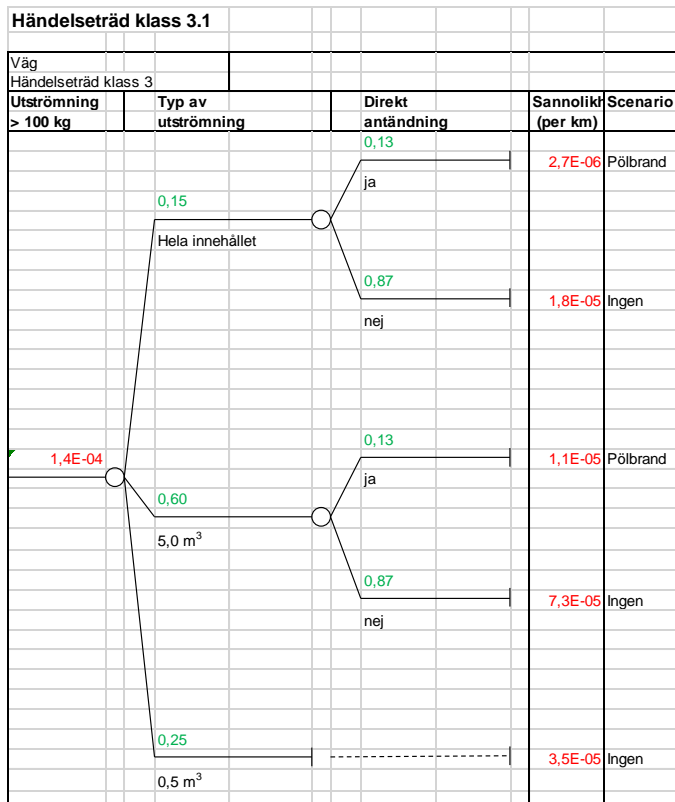 Händelseträd klass 3.1
Väg
Händelseträd klass 3
Utströmning Typ av Direkt Sannolikh Scenario
> 100 kg utströmning antändning (per km)
0,13
2,7E-06 Pölbrand
ja
0,15
Hela innehållet
0,87
1,8E-05 Ingen
nej
0,13
1,4E-04 1,1E-05 Pölbrand
ja
0,60
5,0 m³
0,87
7,3E-05 Ingen
nej
0,25
3,5E-05 Ingen
0,5 m³